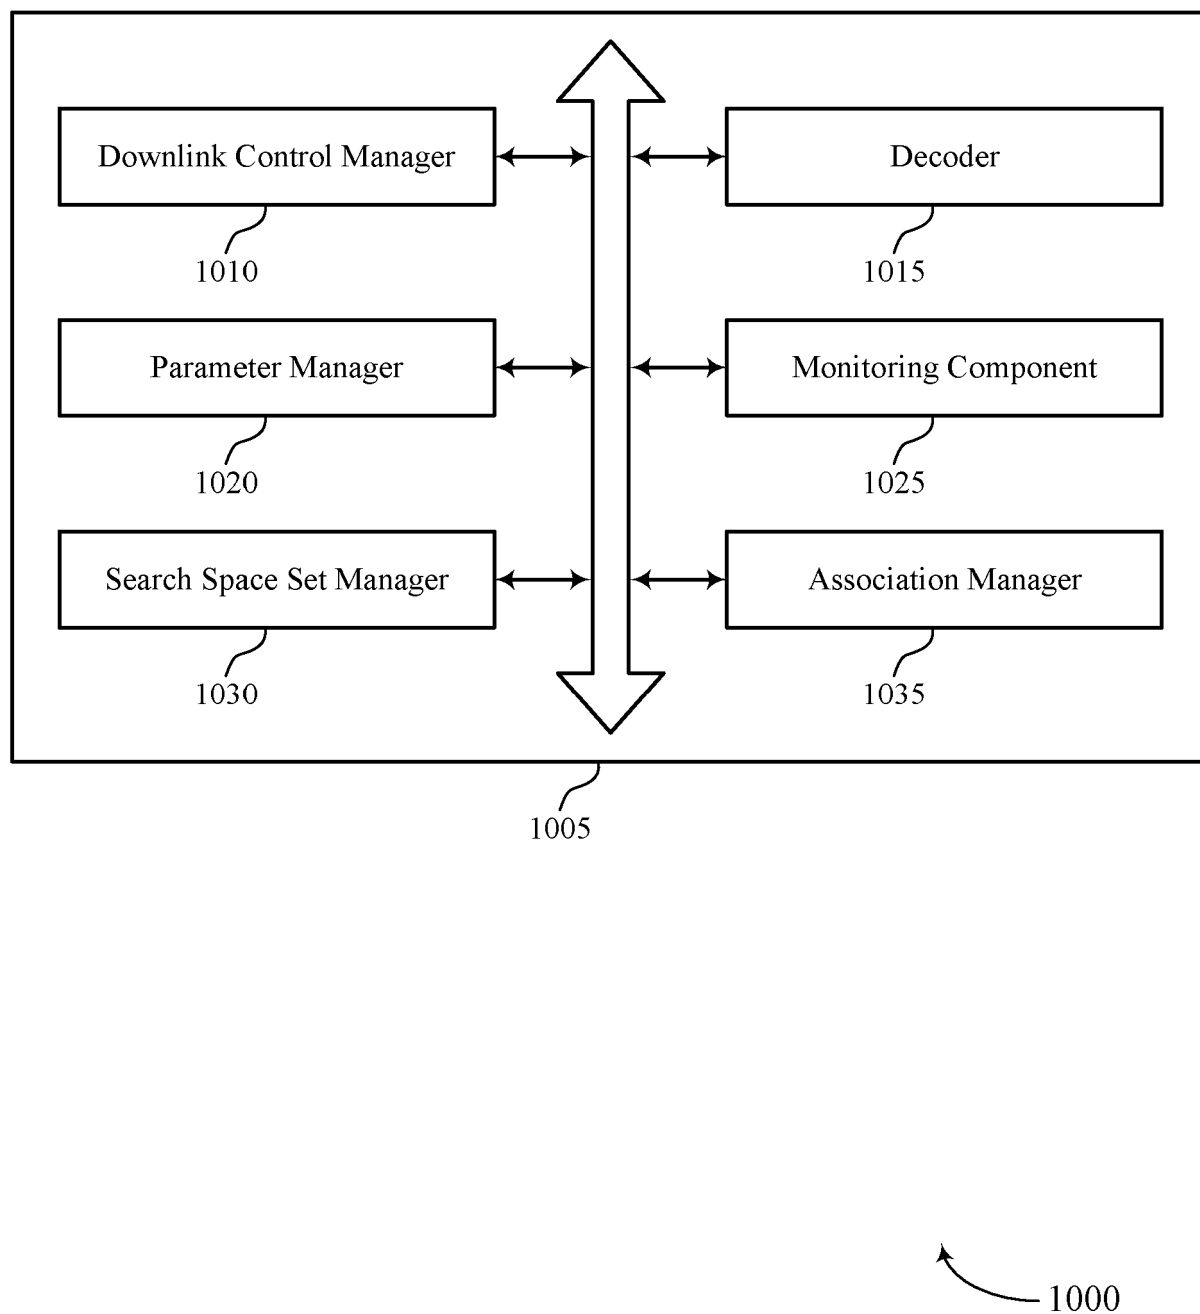 Downlink Control Manager
Decoder
1010
1015
Parameter Manager
Monitoring Component
1020
1025
Search Space Set Manager
Association Manager
1030
1035
1005
1000